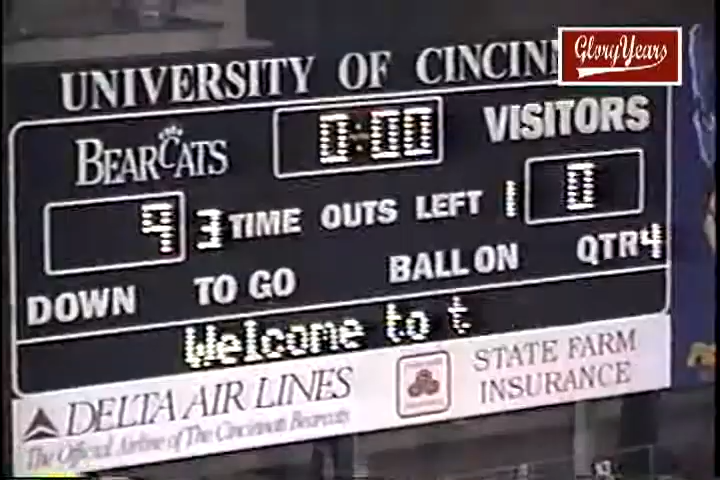 GloryYears
UNIVERSITY OF CINCINN
BEARCATS 0:00 VISITORS
9 3 TIME OUTS LEFT 1 0
DOWN TO GO BALL ON QTR 4
Welcome to t
DELTA AIR LINES
The Official Airline of The Cincinnati Bearcats
STATE FARM
INSURANCE